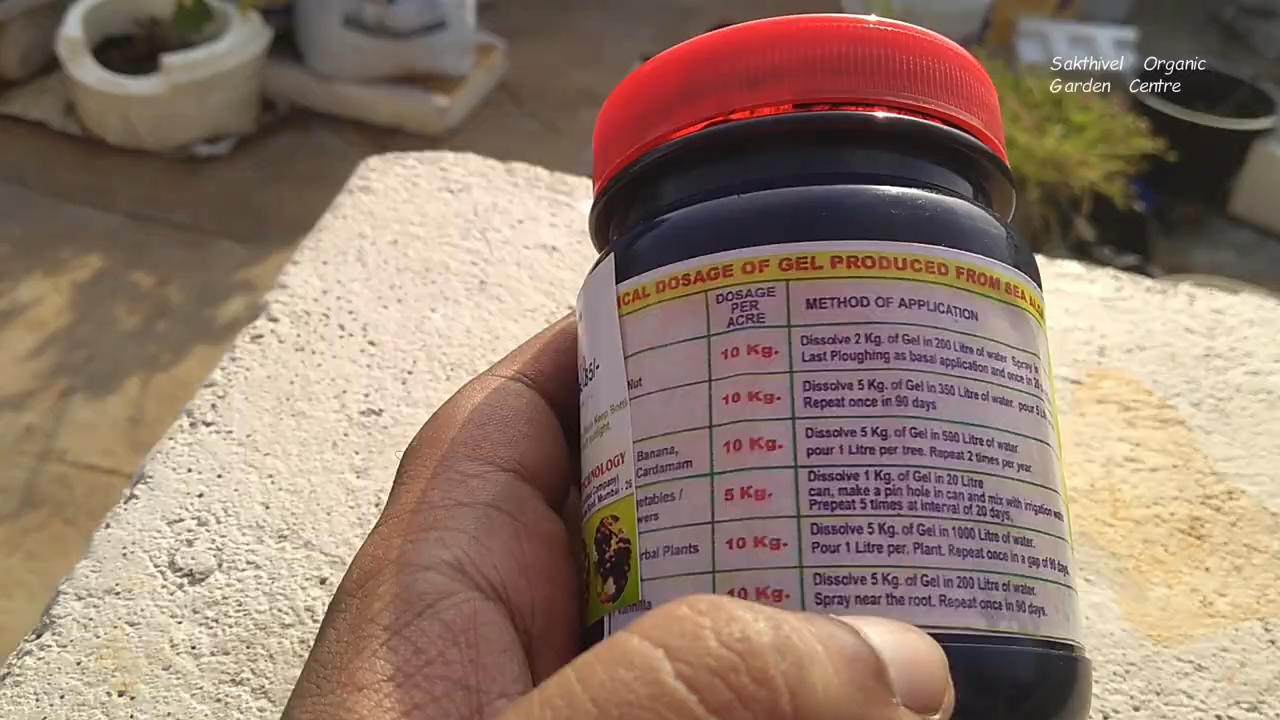 Sakthivel Organic
Garden Centre
ICAL DOSAGE OF GEL PRODUCED FROM SEA
DOSAGE
PER
ACRE
METHOD OF APPLICATION
Nut
10 Kg.
Dissolve 2 Kg. of Gel in 200 Litre of water. Spray
Last Ploughing as basal application and once in
10 Kg.
Dissolve 5 Kg. of Gel in 350 Litre of water. pour 5
Repeat once in 90 days
Banana,
Cardamam
10 Kg.
Dissolve 5 Kg. of Gel in 500 Litre of water.
pour 1 Litre per tree. Repeat 2 times per year.
etables /
wers
5 Kg.
Dissolve 1 Kg. of Gel in 20 Litre
can, make a pin hole in can and mix with irrigation
Prepeat 5 times at interval of 20 days,
rbal Plants
10 Kg.
Dissolve 5 Kg. of Gel in 1000 Litre of water.
Pour 1 Litre per. Plant. Repeat once in a gap of 90 days
10 Kg.
Dissolve 5 Kg. of Gel in 200 Litre of water.
Spray near the root. Repeat once in 90 days.
Keep Bottle
sunlight.
Company)
Mumbai - 26